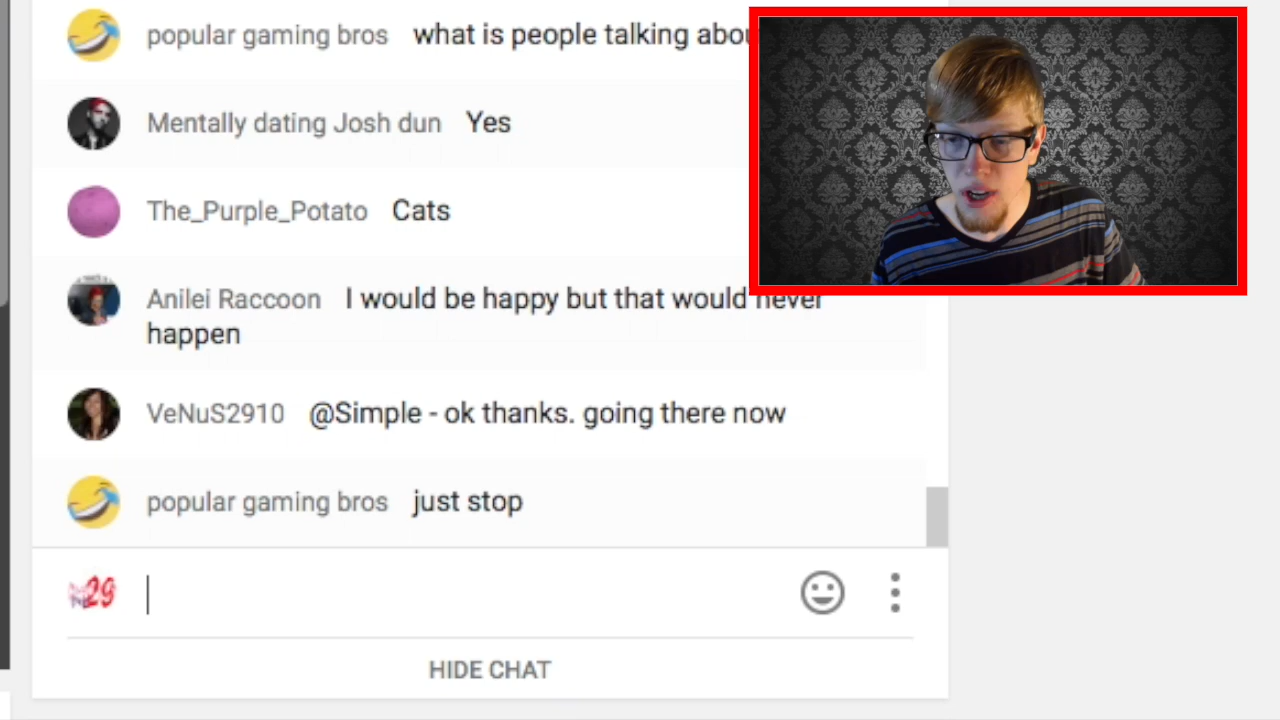 popular gaming bros what is people talking abou
Mentally dating Josh dun Yes
The_Purple_Potato Cats
Anilei Raccoon I would be happy but that would never
happen
VeNuS2910 @Simple - ok thanks. going there now
popular gaming bros just stop
29
HIDE CHAT